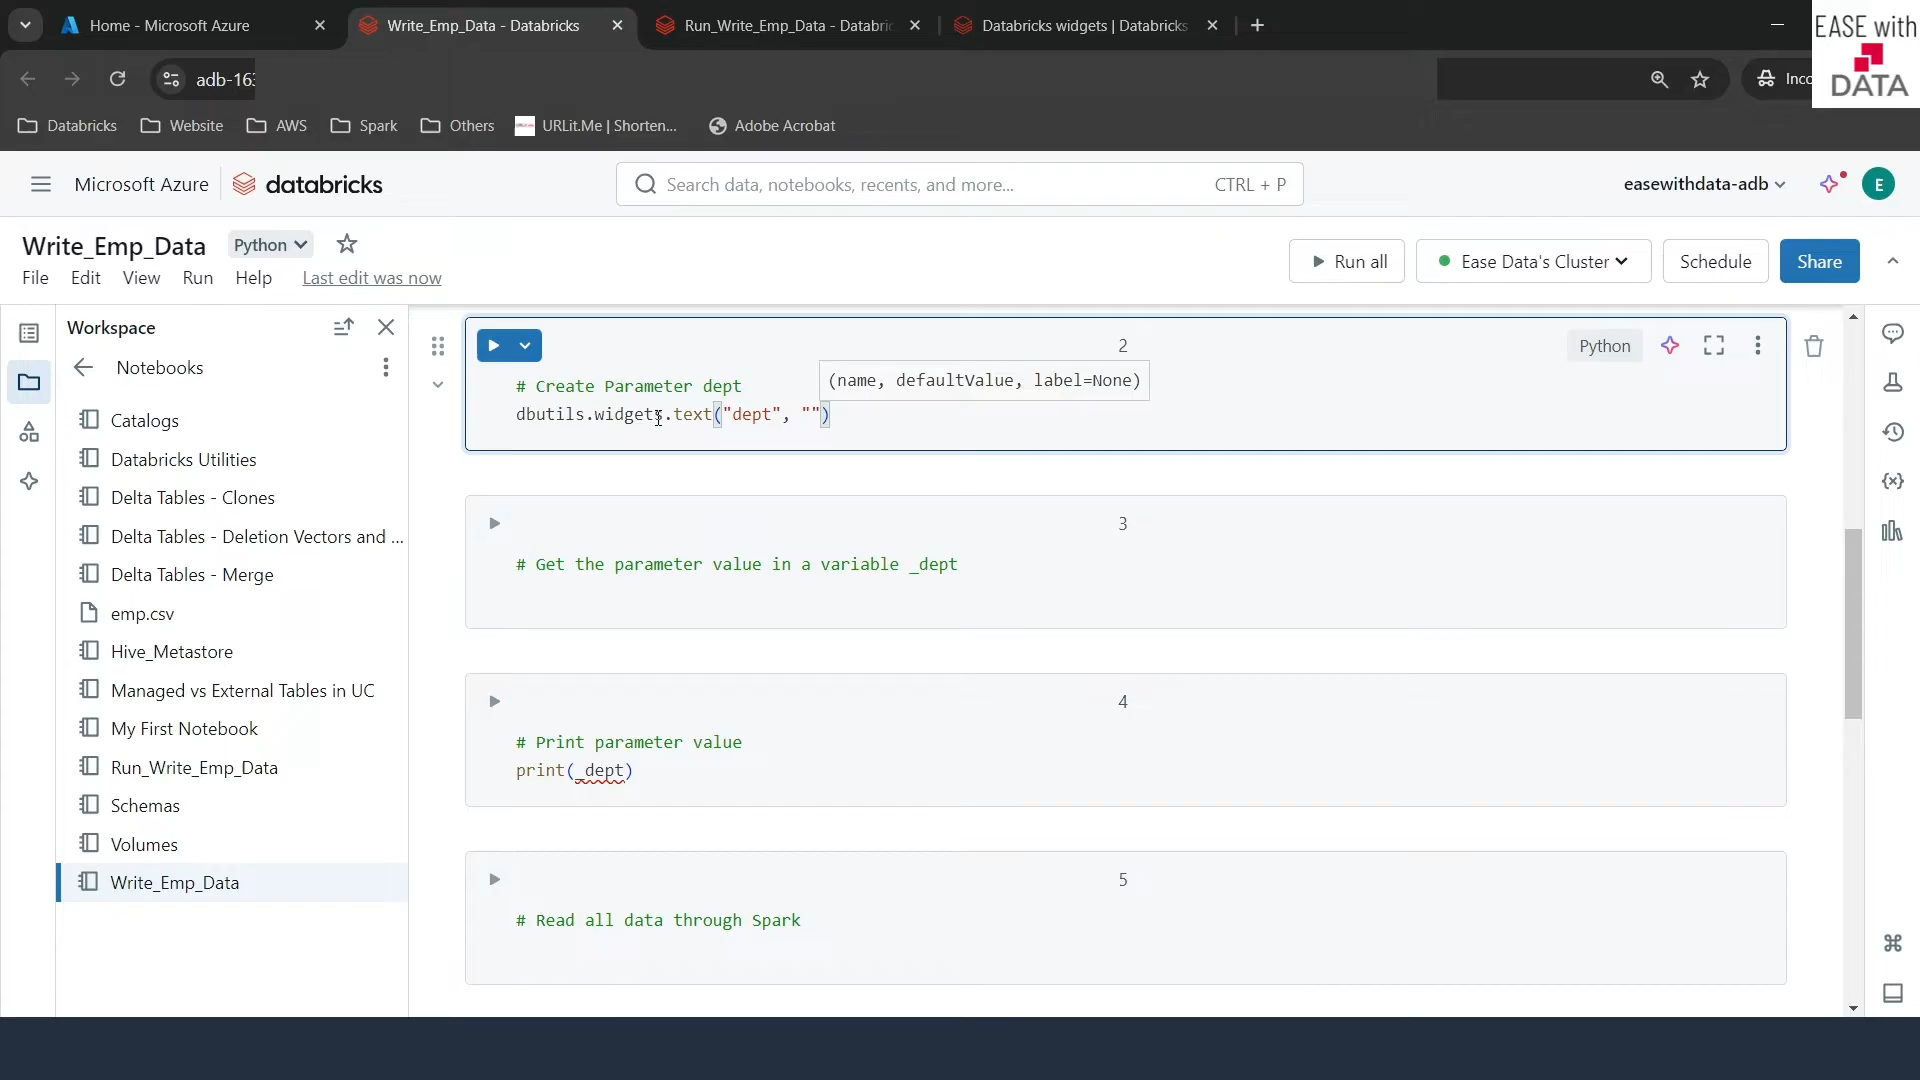 Home - Microsoft Azure
Write_Emp_Data - Databricks
Run_Write_Emp_Data - Databric
Databricks widgets | Databricks
EASE with
DATA
adb-163
Inco
Databricks
Website
AWS
Spark
Others
URLit.Me | Shorten...
Adobe Acrobat
Microsoft Azure
databricks
Search data, notebooks, recents, and more...
CTRL + P
easewithdata-adb
E
Write_Emp_Data
Python
File
Edit
View
Run
Help
Last edit was now
Run all
Ease Data's Cluster
Schedule
Share
Workspace
Notebooks
Catalogs
Databricks Utilities
Delta Tables - Clones
Delta Tables - Deletion Vectors and ...
Delta Tables - Merge
emp.csv
Hive_Metastore
Managed vs External Tables in UC
My First Notebook
Run_Write_Emp_Data
Schemas
Volumes
Write_Emp_Data
2
Python
# Create Parameter dept
(name, defaultValue, label=None)
dbutils.widgets.text("dept", "")
3
# Get the parameter value in a variable _dept
4
# Print parameter value
print(_dept)
5
# Read all data through Spark